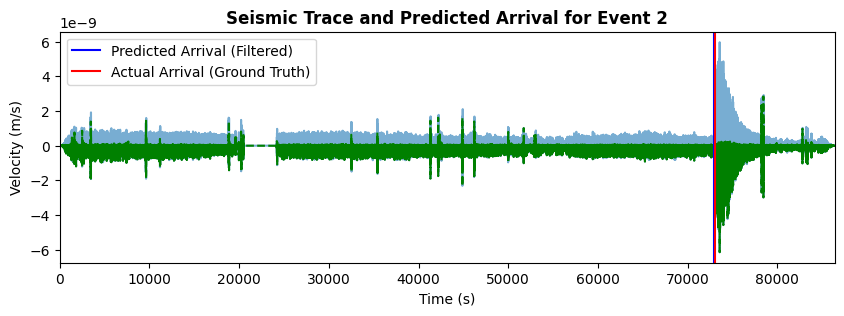 Seismic Trace and Predicted Arrival for Event 2
1e−9
Predicted Arrival (Filtered)
Actual Arrival (Ground Truth)
6
4
2
0
−2
−4
−6
Velocity (m/s)
0 10000 20000 30000 40000 50000 60000 70000 80000
Time (s)